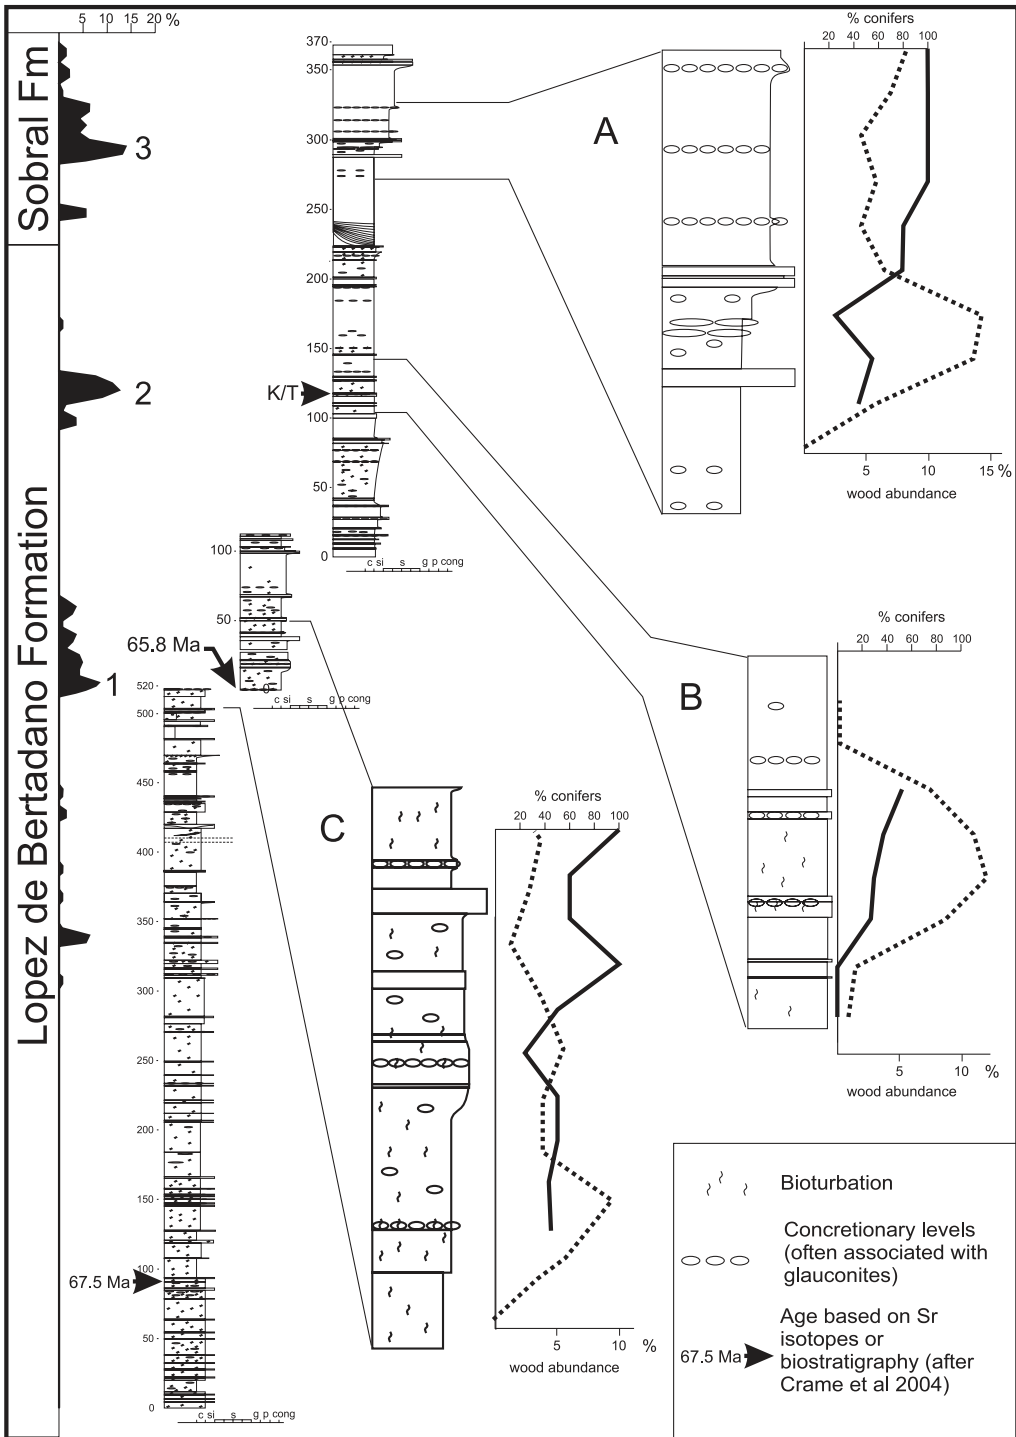 5 10 15 20 %
Sobral Fm
Lopez de Bertadano Formation
3
2
1
370
350
300
250
200
150
K/T
100
50
0
c si s g p cong
100
50
65.8 Ma
0
c si s g p cong
520
500
450
400
350
300
250
200
150
100
67.5 Ma
50
0
c si s g p cong
A
% conifers
20 40 60 80 100
5 10 15 %
wood abundance
B
% conifers
20 40 60 80 100
5 10 %
wood abundance
C
% conifers
20 40 60 80 100
5 10 %
wood abundance
Bioturbation
Concretionary levels
(often associated with
glauconites)
67.5 Ma
Age based on Sr
isotopes or
biostratigraphy (after
Crame et al 2004)